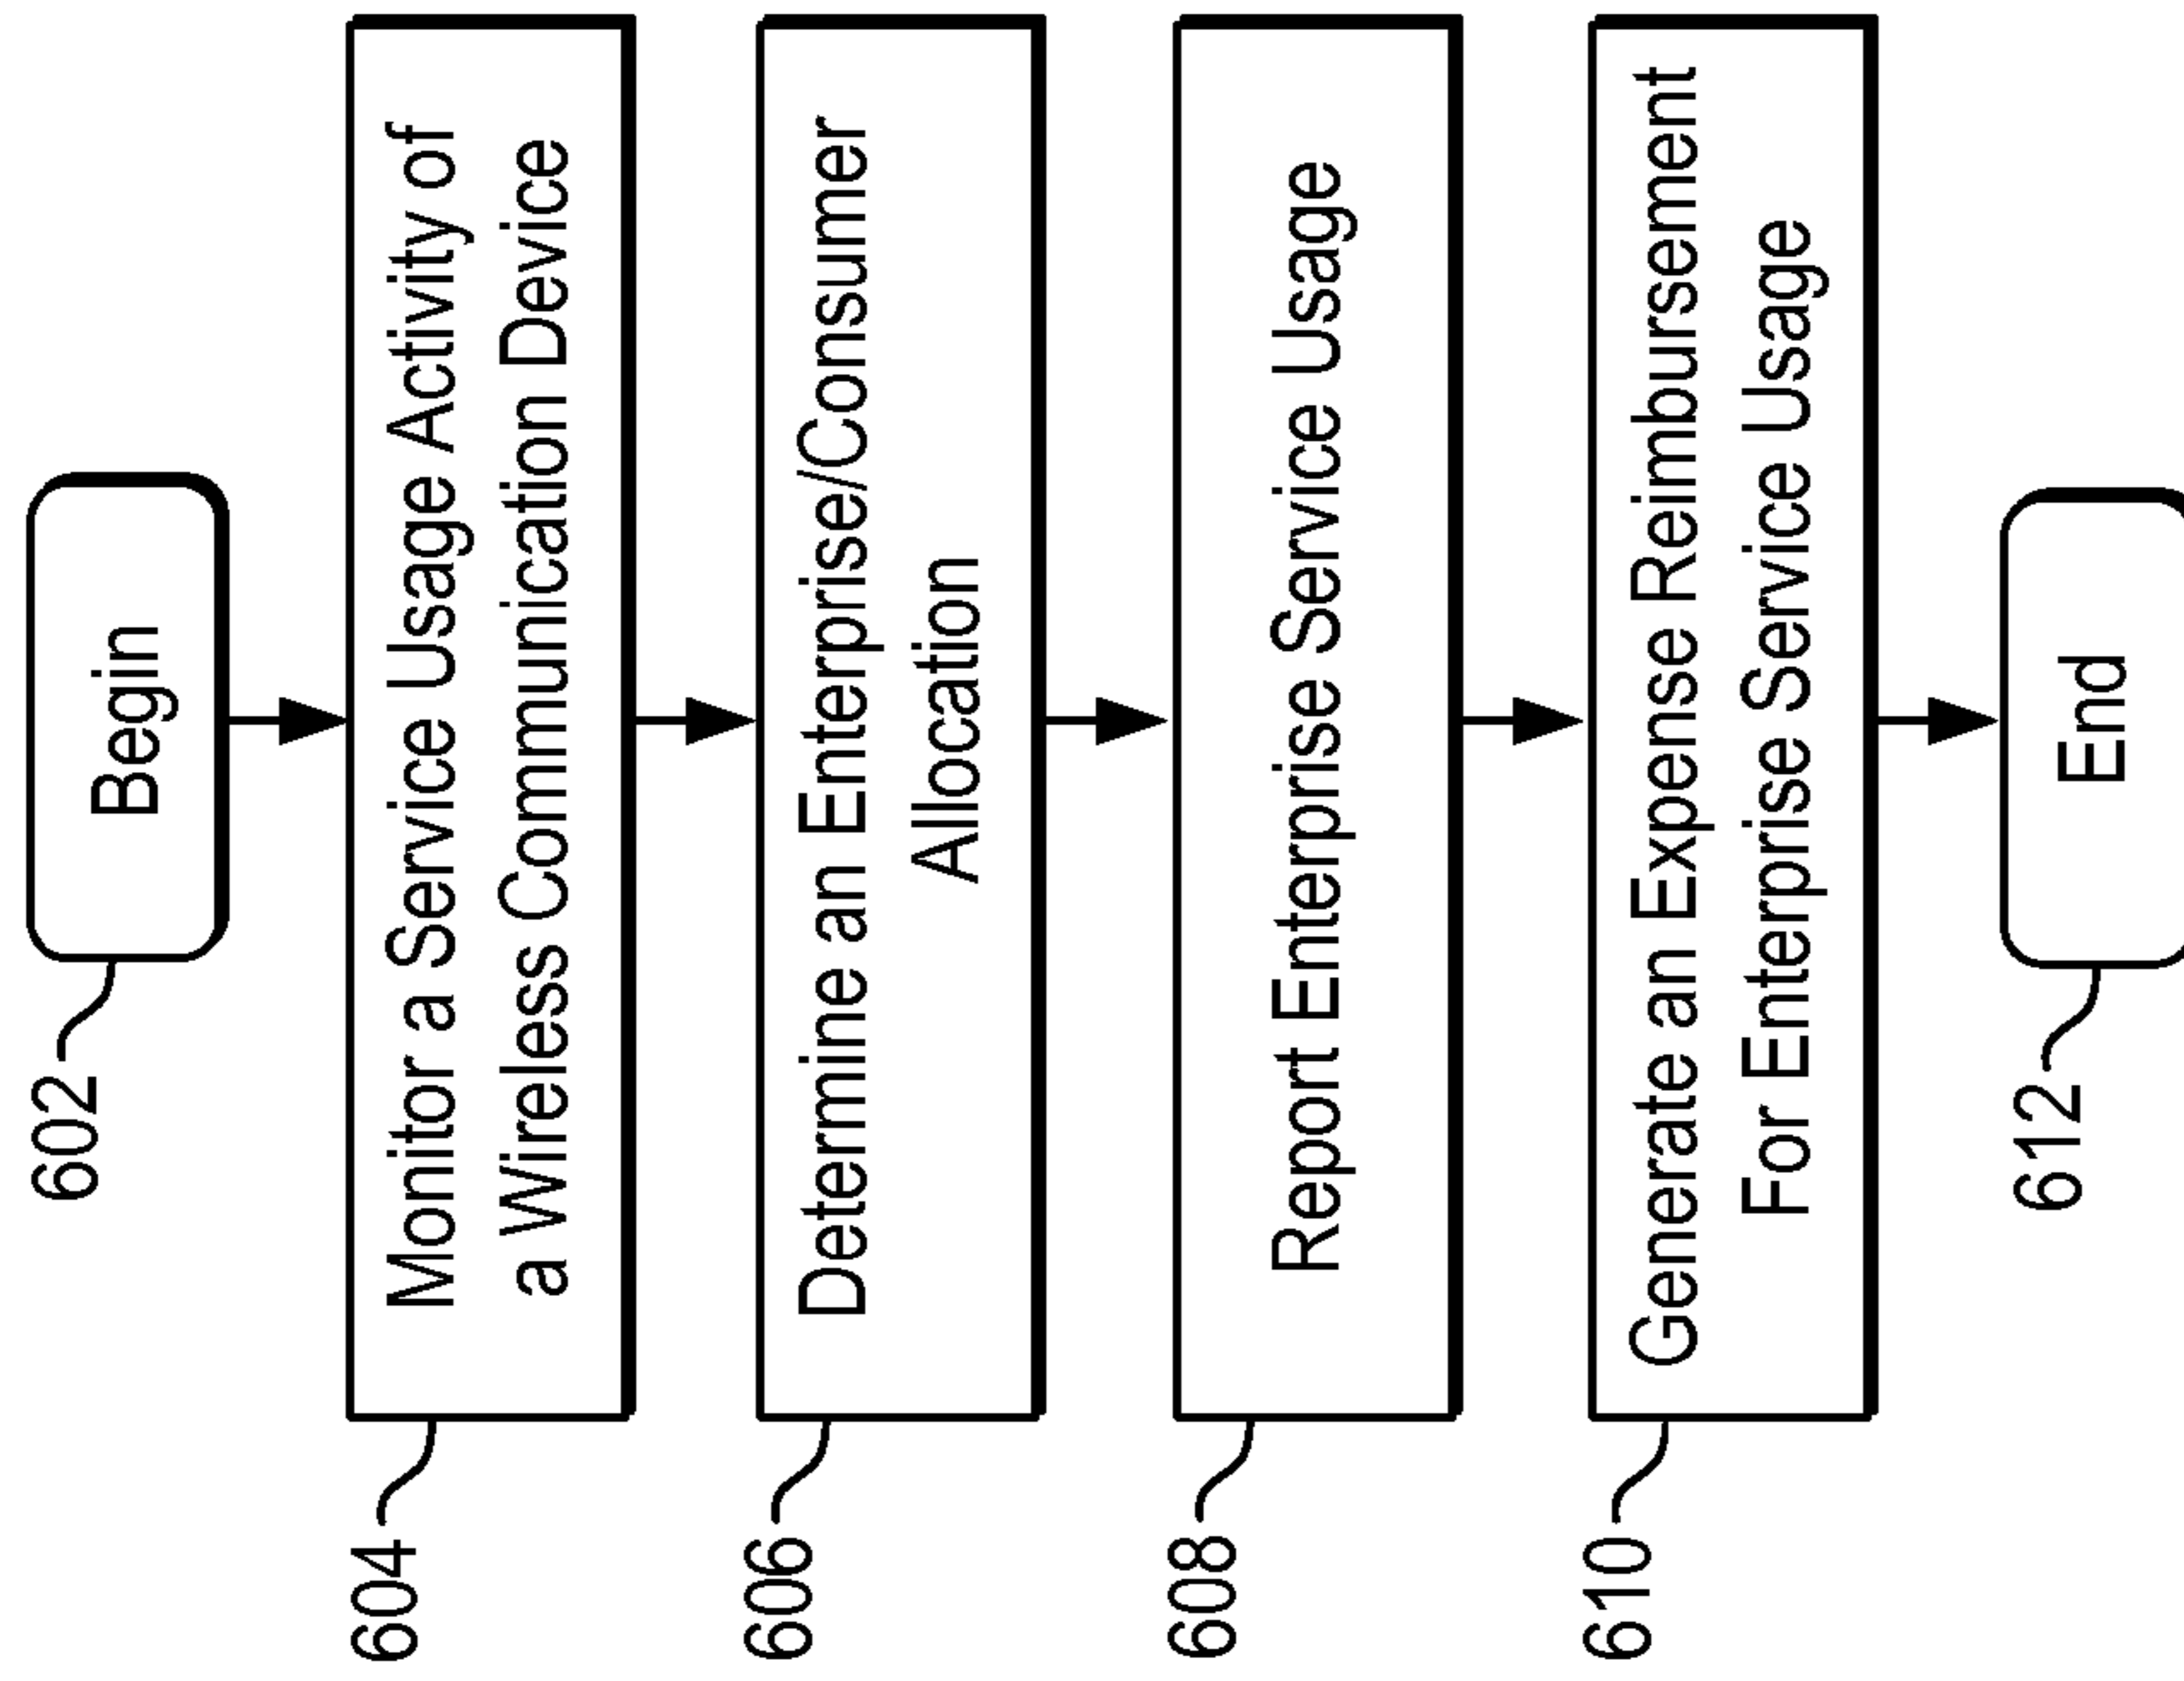 602
Begin
604
Monitor a Service Usage Activity of
a Wireless Communication Device
606
Determine an Enterprise/Consumer
Allocation
608
Report Enterprise Service Usage
610
Generate an Expense Reimbursement
For Enterprise Service Usage
612
End